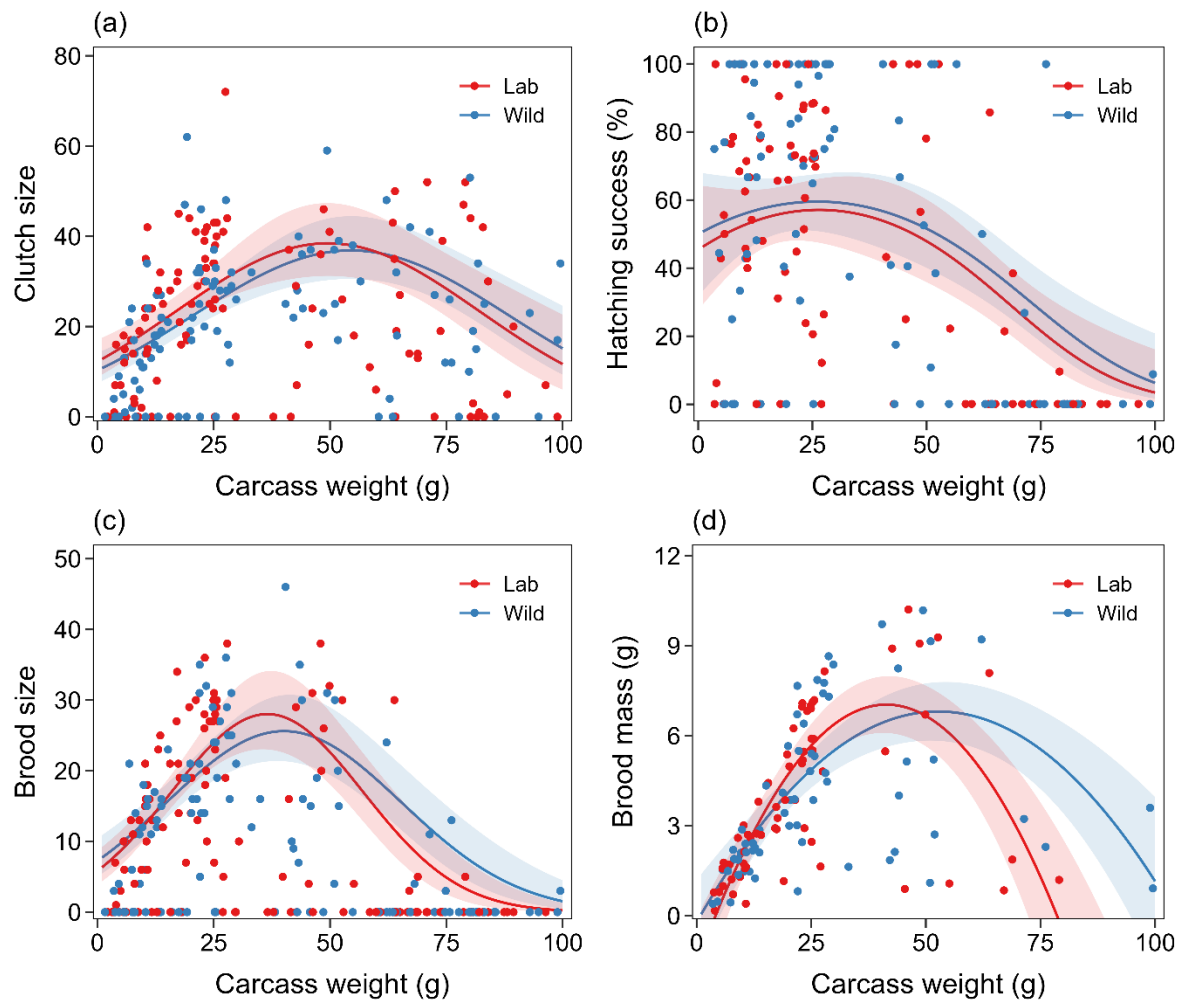 (a)
80
60
40
20
0
Clutch size
Lab
Wild
0
25
50
75
100
Carcass weight (g)
(b)
100
80
60
40
20
0
Hatching success (%)
Lab
Wild
0
25
50
75
100
Carcass weight (g)
(c)
50
40
30
20
10
0
Brood size
Lab
Wild
0
25
50
75
100
Carcass weight (g)
(d)
12
9
6
3
0
Brood mass (g)
Lab
Wild
0
25
50
75
100
Carcass weight (g)